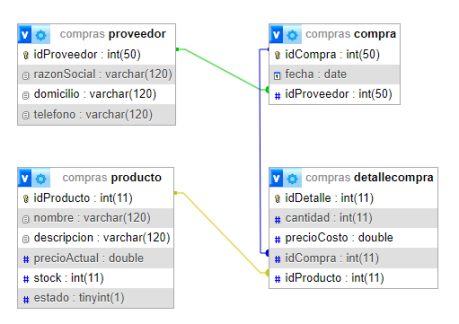 compras proveedor
idProveedor : int(50)
razonSocial : varchar(120)
domicilio : varchar(120)
telefono : varchar(120)
compras compra
idCompra : int(50)
fecha : date
# idProveedor : int(50)
compras producto
idProducto : int(11)
nombre : varchar(120)
descripcion : varchar(120)
# precioActual : double
# stock : int(11)
# estado : tinyint(1)
compras detallecompra
idDetalle : int(11)
# cantidad : int(11)
# precioCosto : double
# idCompra : int(11)
# idProducto : int(11)